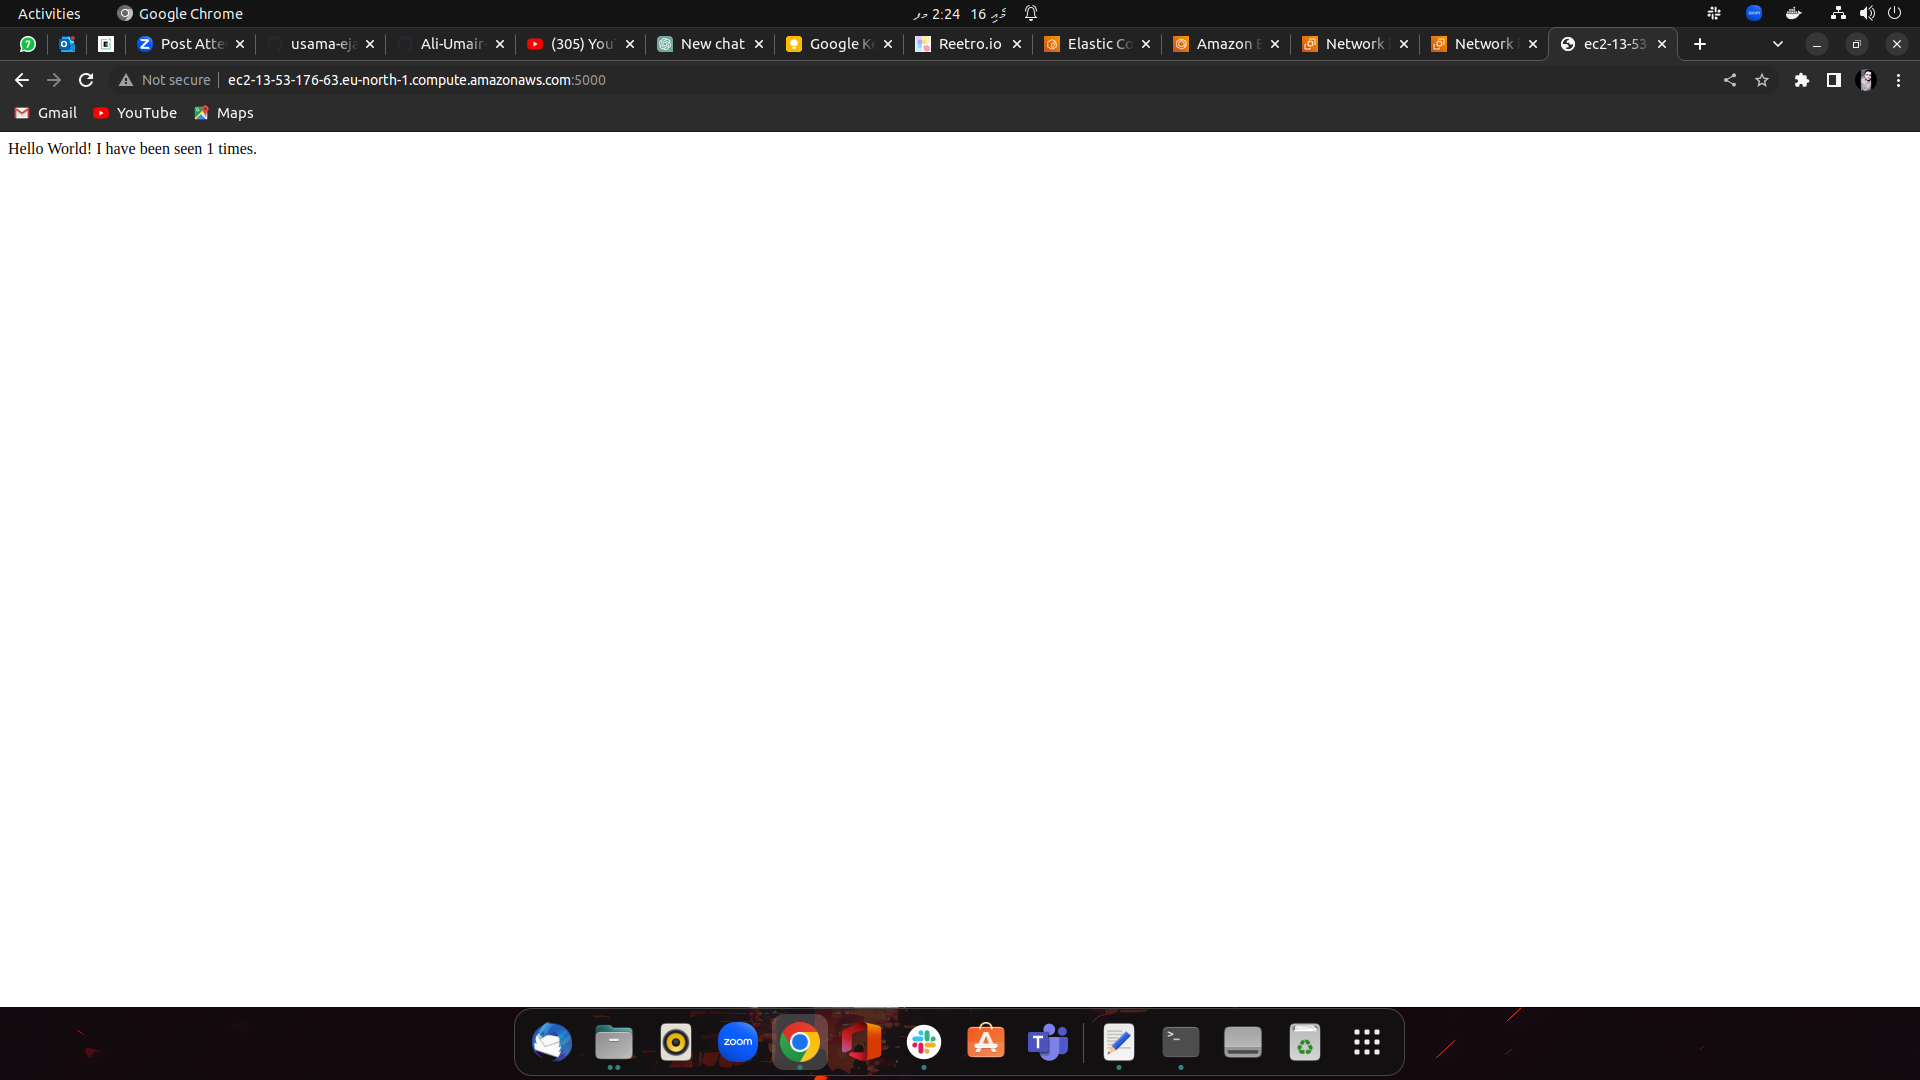 Activities
Google Chrome
2:24 މފ
16 މެއި
Post Atte
usama-eja
Ali-Umair
(305) You
New chat
Google Ke
Reetro.io
Elastic Co
Amazon E
Network i
Network i
ec2-13-53
Not secure
ec2-13-53-176-63.eu-north-1.compute.amazonaws.com:5000
Gmail
YouTube
Maps
Hello World! I have been seen 1 times.
zoom